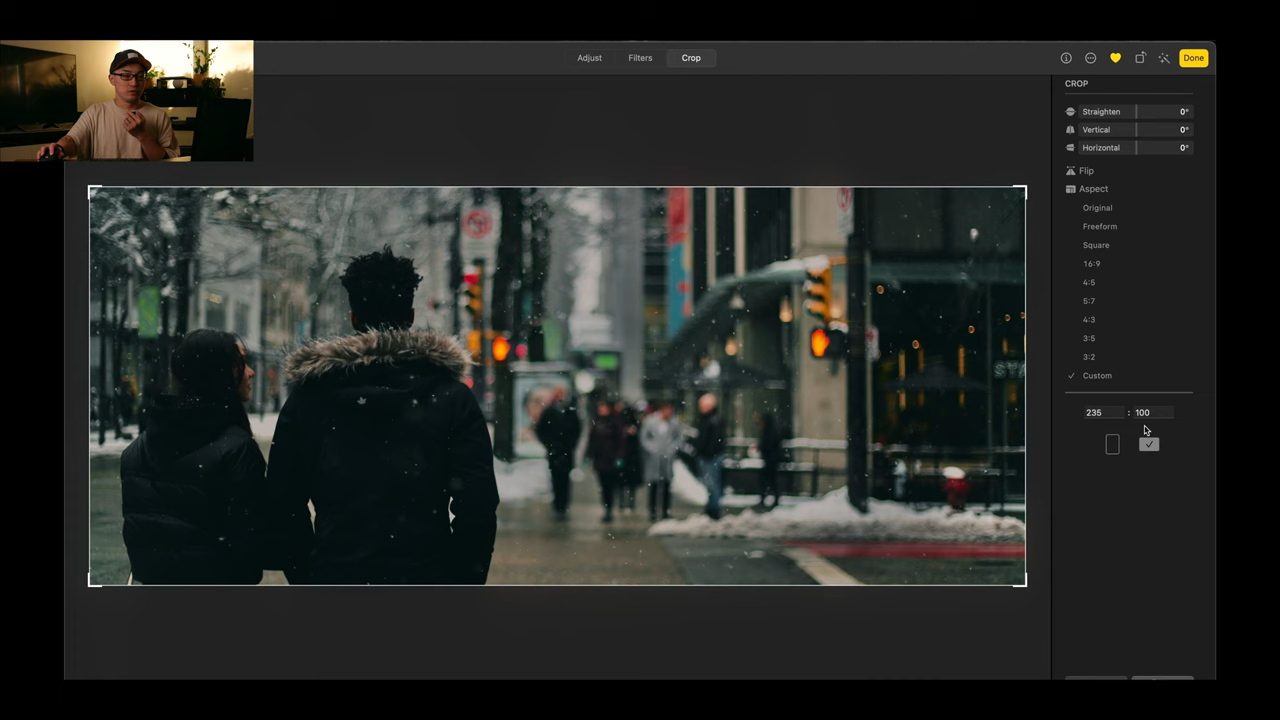 Adjust Filters Crop
Done
CROP
Straighten 0°
Vertical 0°
Horizontal 0°
Flip
Aspect
Original
Freeform
Square
16:9
4:5
5:7
4:3
3:5
3:2
Custom
235 : 100